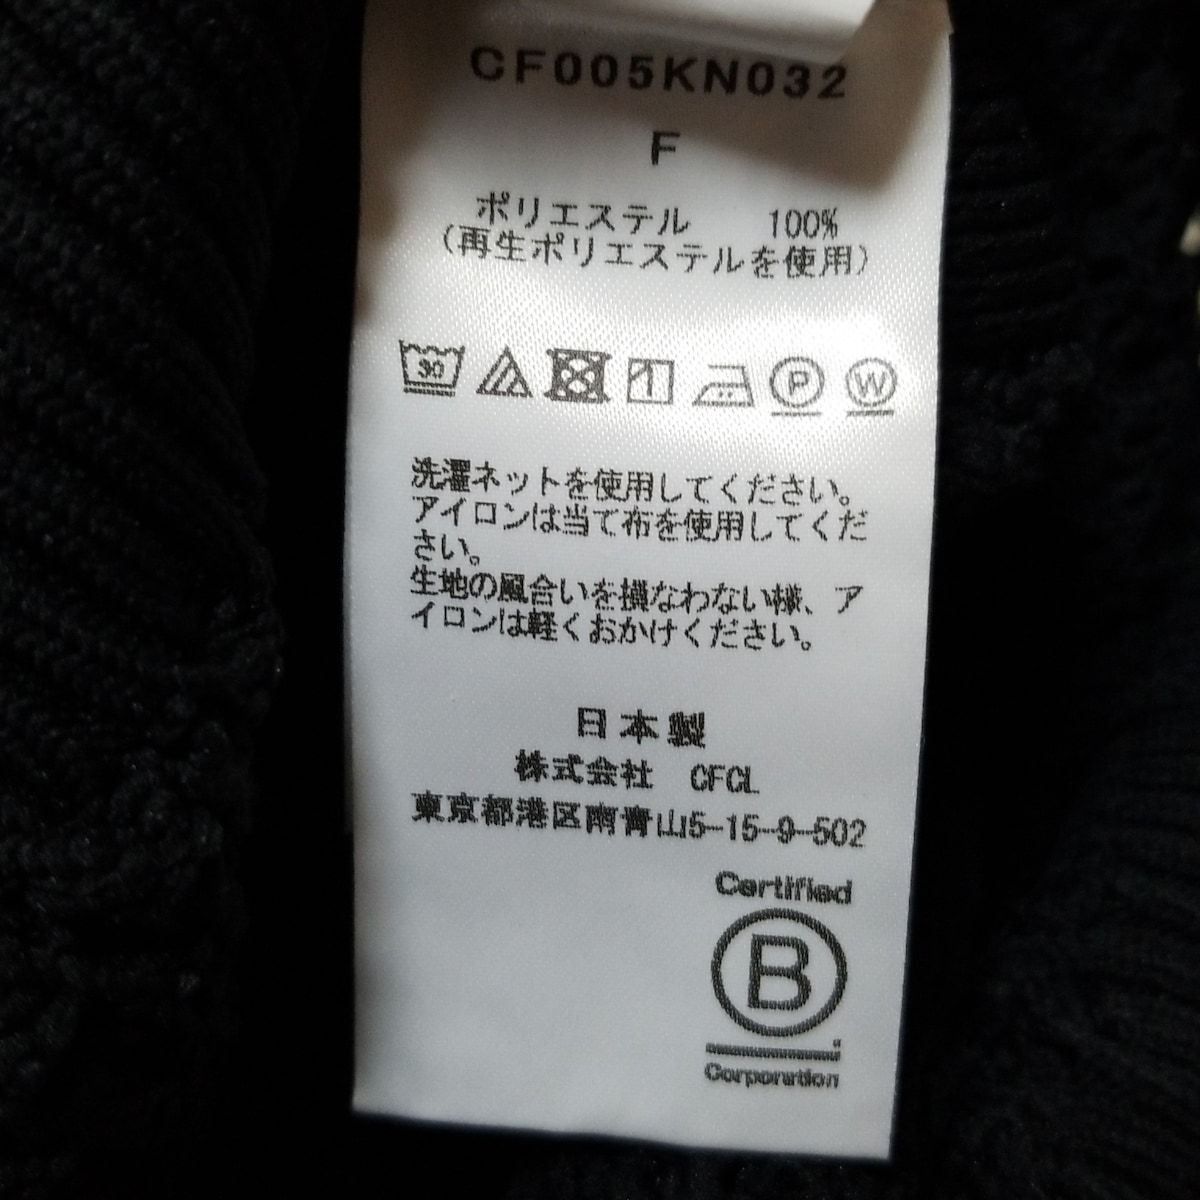 CF005KN032
F
ポリエステル 100%
(再生ポリエステルを使用)
30
P W
洗濯ネットを使用してください。
アイロンは当て布を使用してくだ
さい。
生地の風合いを損なわない様、ア
イロンは軽くおかけください。
日本製
株式会社 CFCL
東京都港区南青山5-15-9-502
Certified
B
Corporation